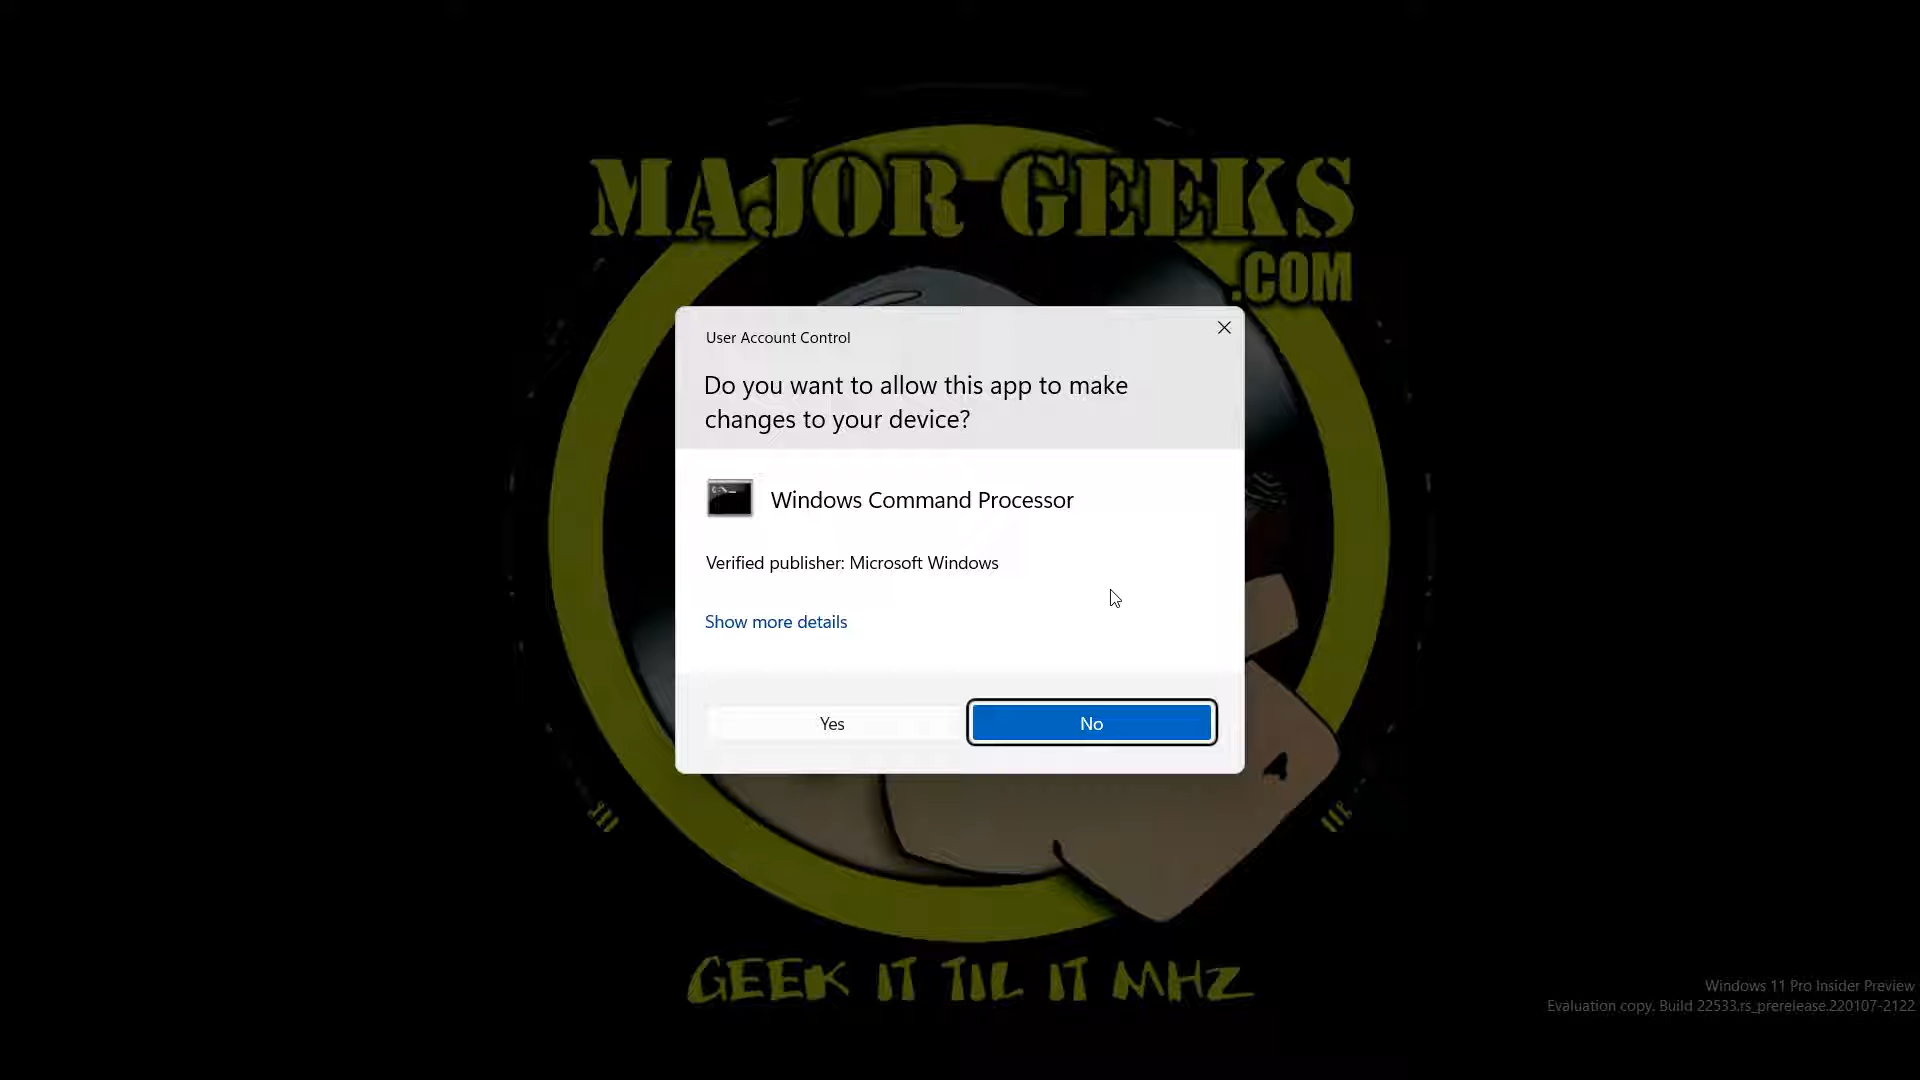 MAJOR GEEKS
.COM
User Account Control
Do you want to allow this app to make
changes to your device?
Windows Command Processor
Verified publisher: Microsoft Windows
Show more details
Yes
No
GEEK IT TIL IT MHZ
Windows 11 Pro Insider Preview
Evaluation copy. Build 22533.rs_prerelease.220107-2122